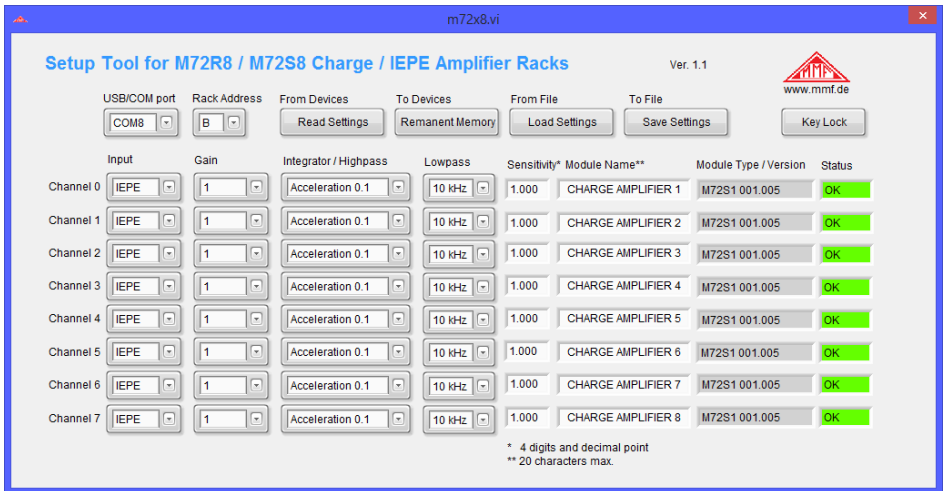 m72x8.vi
Setup Tool for M72R8 / M72S8 Charge / IEPE Amplifier Racks
Ver. 1.1
MMF
www.mmf.de
USB/COM port Rack Address From Devices To Devices From File To File
COM8 B Read Settings Remanent Memory Load Settings Save Settings Key Lock
Input Gain Integrator / Highpass Lowpass Sensitivity* Module Name** Module Type / Version Status
Channel 0 IEPE 1 Acceleration 0.1 10 kHz 1.000 CHARGE AMPLIFIER 1 M72S1 001.005 OK
Channel 1 IEPE 1 Acceleration 0.1 10 kHz 1.000 CHARGE AMPLIFIER 2 M72S1 001.005 OK
Channel 2 IEPE 1 Acceleration 0.1 10 kHz 1.000 CHARGE AMPLIFIER 3 M72S1 001.005 OK
Channel 3 IEPE 1 Acceleration 0.1 10 kHz 1.000 CHARGE AMPLIFIER 4 M72S1 001.005 OK
Channel 4 IEPE 1 Acceleration 0.1 10 kHz 1.000 CHARGE AMPLIFIER 5 M72S1 001.005 OK
Channel 5 IEPE 1 Acceleration 0.1 10 kHz 1.000 CHARGE AMPLIFIER 6 M72S1 001.005 OK
Channel 6 IEPE 1 Acceleration 0.1 10 kHz 1.000 CHARGE AMPLIFIER 7 M72S1 001.005 OK
Channel 7 IEPE 1 Acceleration 0.1 10 kHz 1.000 CHARGE AMPLIFIER 8 M72S1 001.005 OK
* 4 digits and decimal point
** 20 characters max.